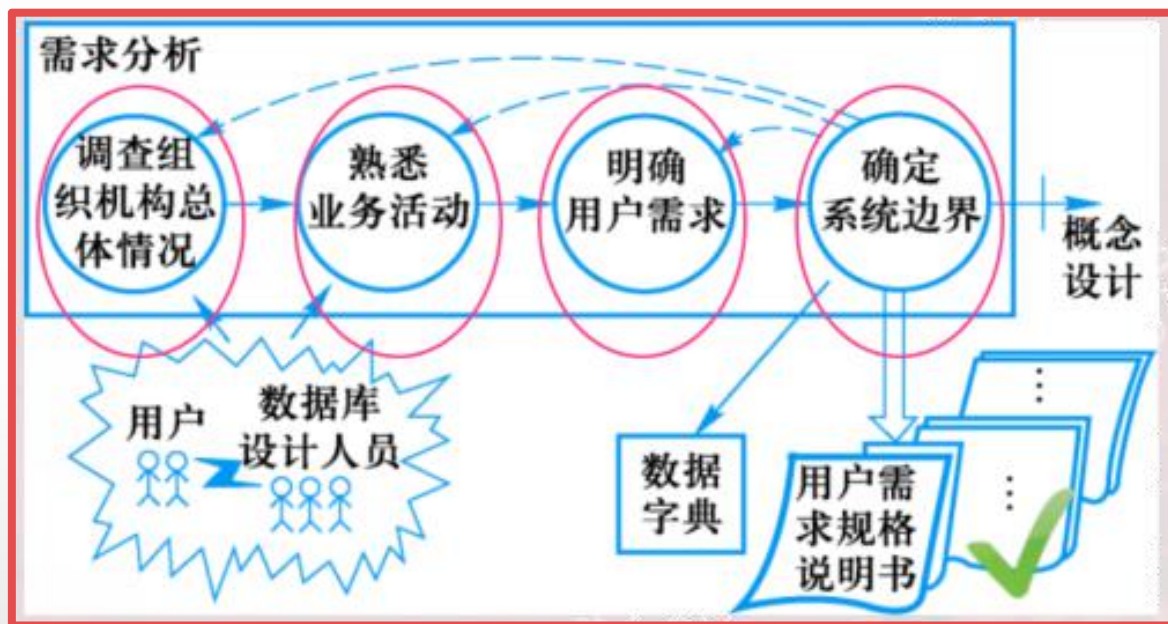 需求分析
调查组
织机构总
体情况
熟悉
业务活动
明确
用户需求
确定
系统边界
概念
设计
用户
数据库
设计人员
数据
字典
用户需
求规格
说明书
⋮
⋮